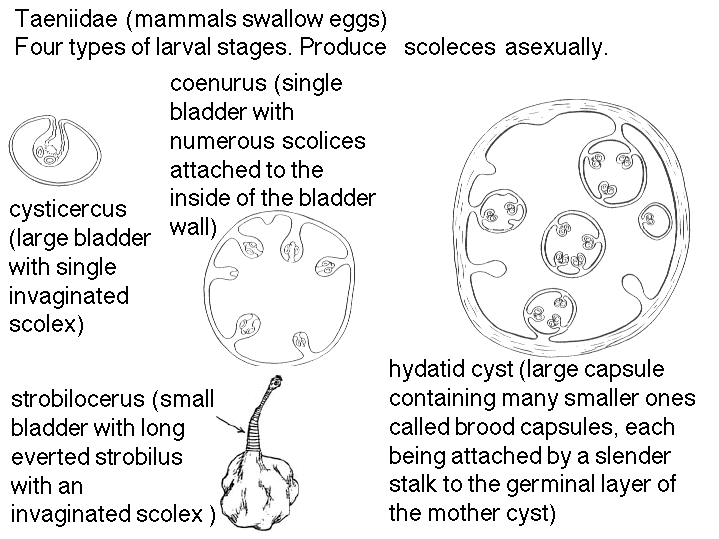 Taeniidae (mammals swallow eggs)
Four types of larval stages. Produce scoleces asexually.
coenurus (single
bladder with
numerous scolices
attached to the
inside of the bladder
wall)
cysticercus
(large bladder
with single
invaginated
scolex)
hydatid cyst (large capsule
containing many smaller ones
called brood capsules, each
being attached by a slender
stalk to the germinal layer of
the mother cyst)
strobilocerus (small
bladder with long
everted strobilus
with an
invaginated scolex )